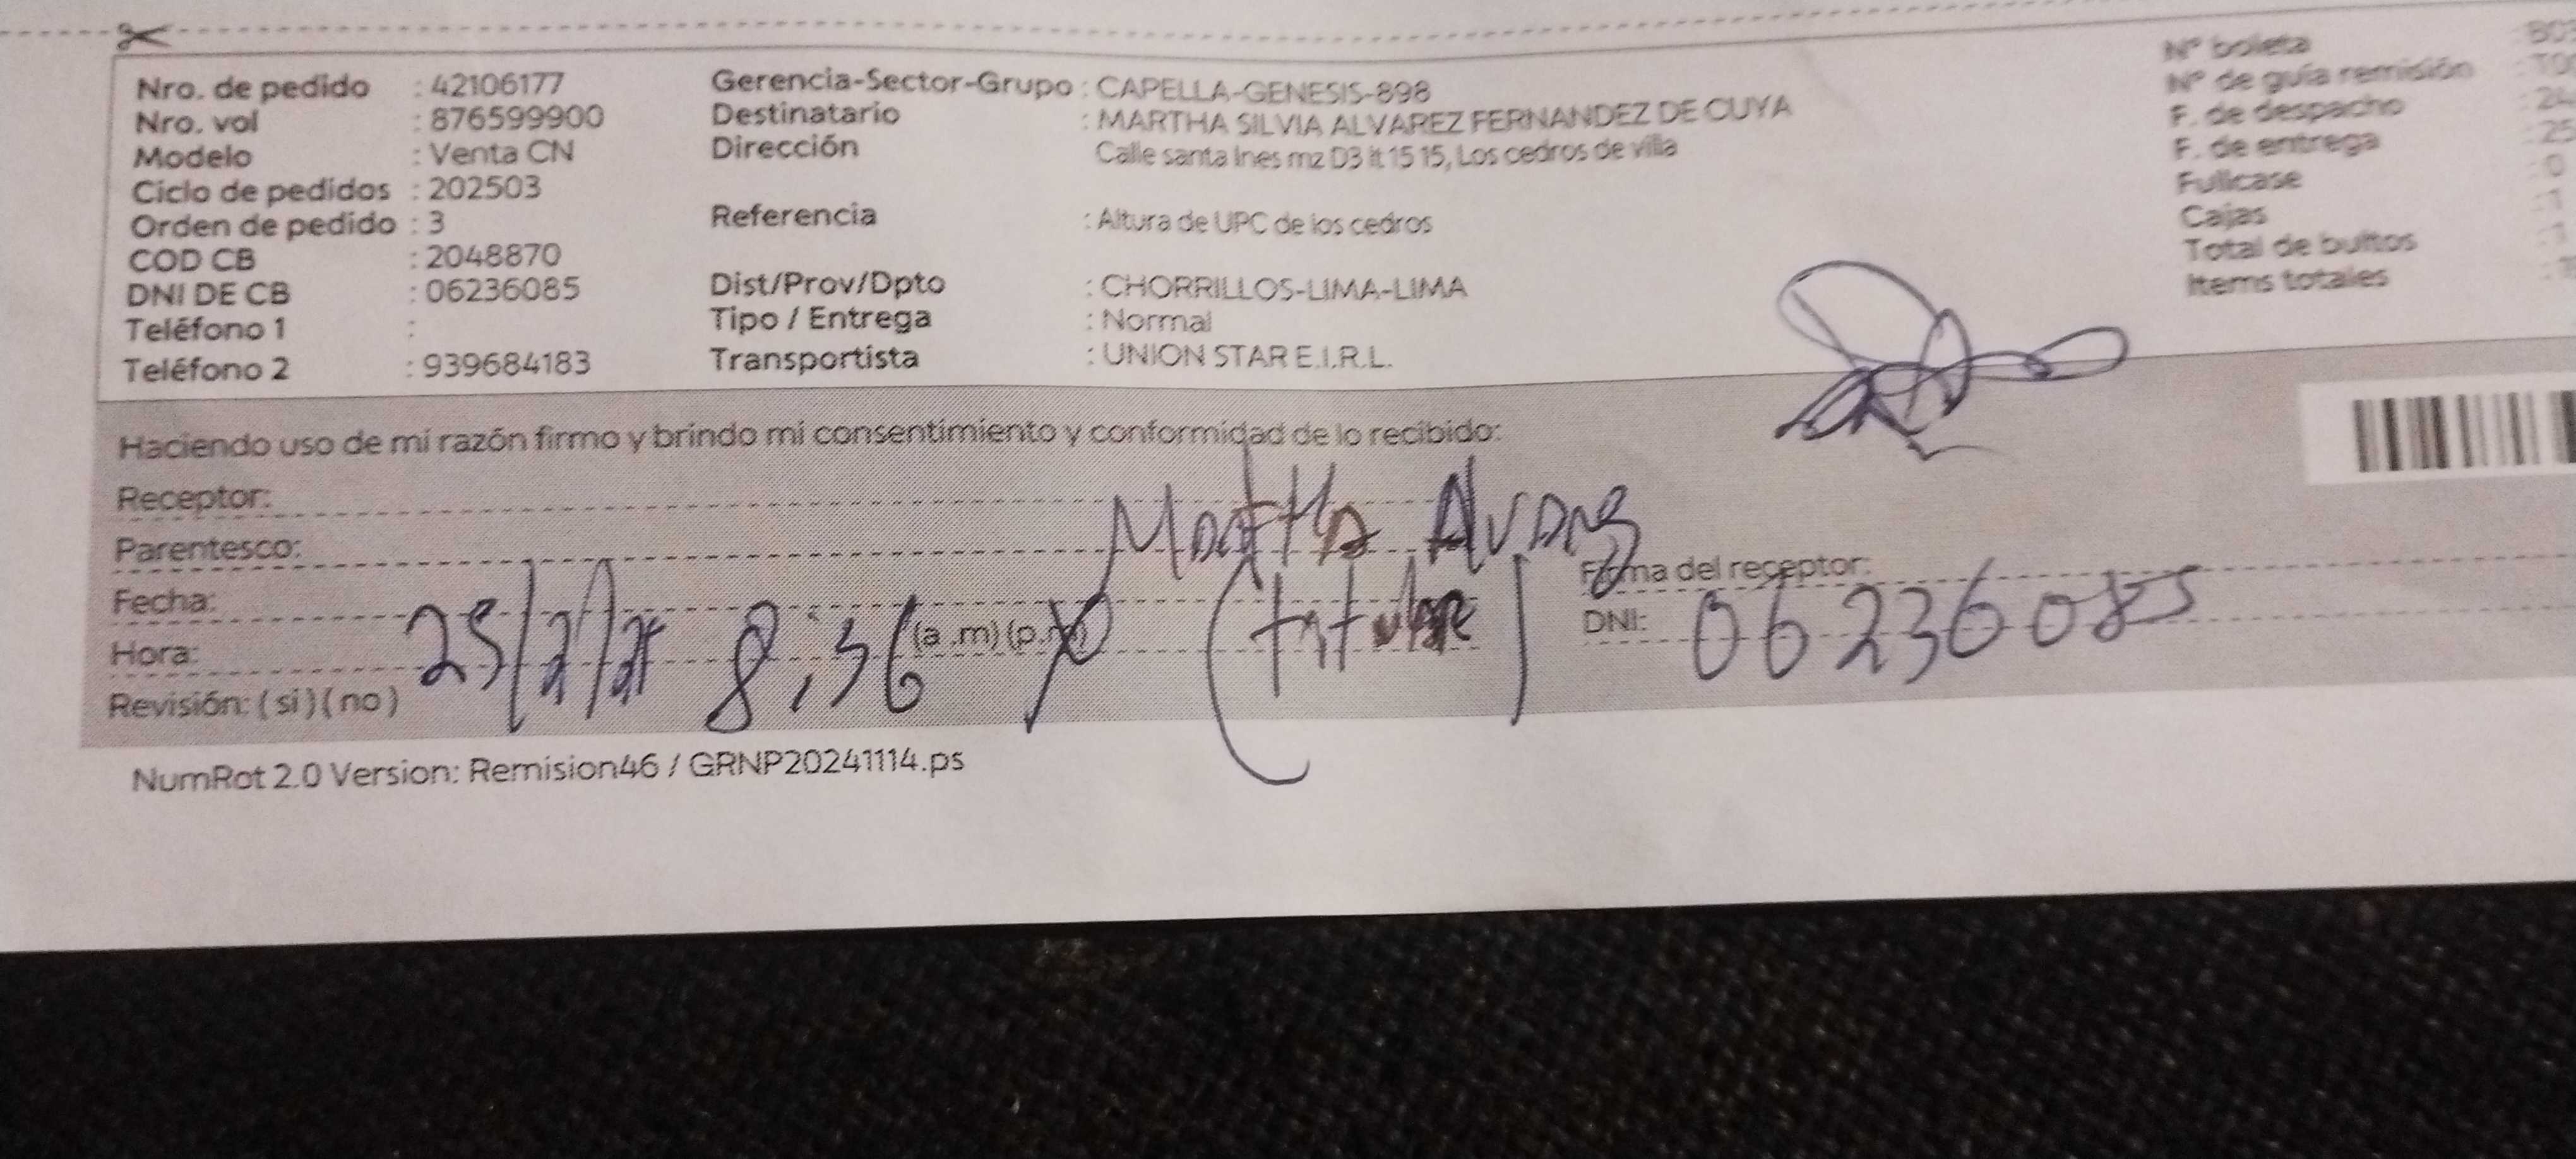 Nro. de pedido : 42106177 Gerencia-Sector-Grupo : CAPELLA-GENESIS-898 Nº boleta
Nro. vol : 876599900 Destinatario : MARTHA SILVIA ALVAREZ FERNANDEZ DE CUYA Nº de guía remisión
Modelo : Venta CN Dirección Calle santa Ines mz D3 lt 15 15, Los cedros de villa F. de despacho
Ciclo de pedidos : 202503 F. de entrega
Orden de pedido : 3 Referencia : Altura de UPC de los cedros Fullcase : 0
COD CB : 2048870 Cajas : 1
DNI DE CB : 06236085 Dist/Prov/Dpto : CHORRILLOS-LIMA-LIMA Total de bultos : 1
Teléfono 1 : Tipo / Entrega : Normal Items totales
Teléfono 2 : 939684183 Transportista : UNION STAR E.I.R.L.
Haciendo uso de mi razón firmo y brindo mi consentimiento y conformidad de lo recibido:
Receptor:
Martha Alvarez
Parentesco:
Firma del receptor:
Fecha:
(titular) DNI: 06236085
Hora: 8:36 (a.m) (p.m)
Revisión: ( si ) ( no )
NumRot 2.0 Version: Remision46 / GRNP20241114.ps